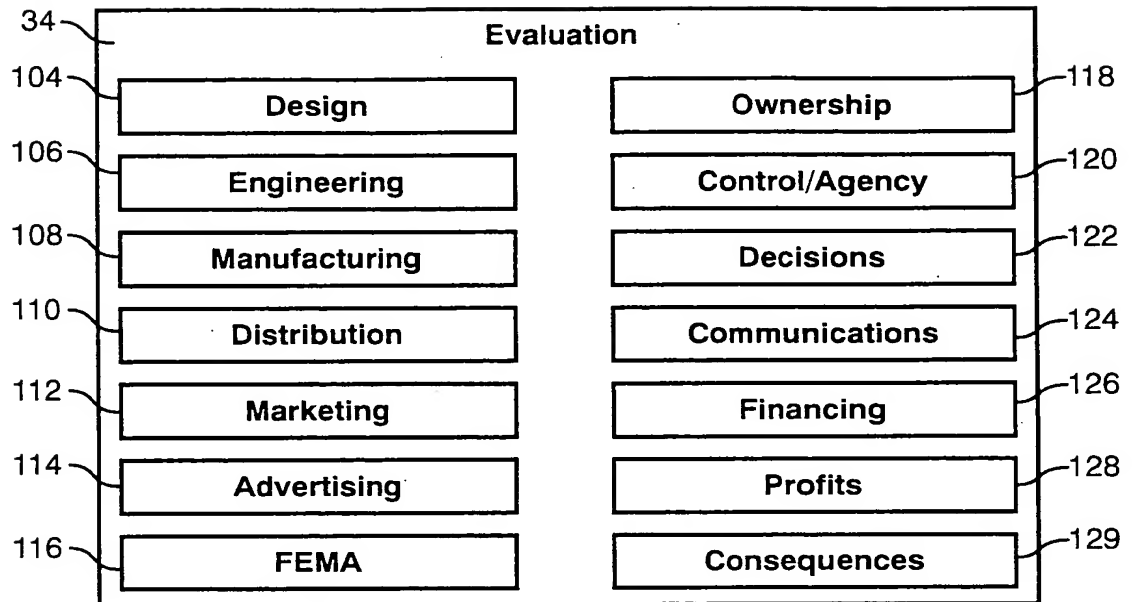 34 Evaluation
104 Design Ownership 118
106 Engineering Control/Agency 120
108 Manufacturing Decisions 122
110 Distribution Communications 124
112 Marketing Financing 126
114 Advertising Profits 128
116 FEMA Consequences 129